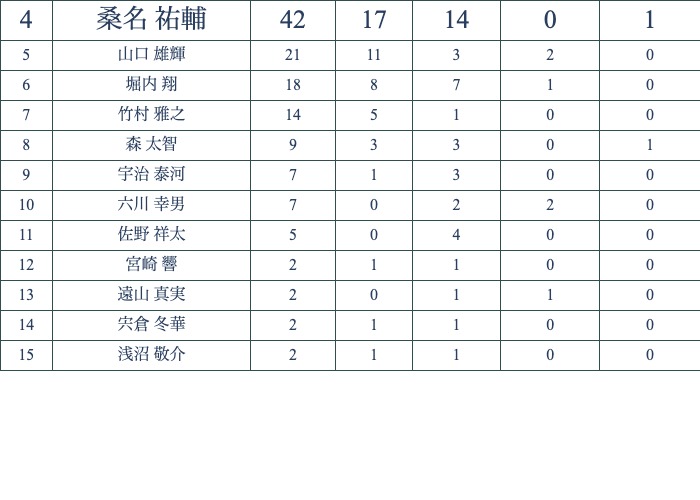 4 桑名 祐輔 42 17 14 0 1
5 山口 雄輝 21 11 3 2 0
6 堀内 翔 18 8 7 1 0
7 竹村 雅之 14 5 1 0 0
8 森 太智 9 3 3 0 1
9 宇治 泰河 7 1 3 0 0
10 六川 幸男 7 0 2 2 0
11 佐野 祥太 5 0 4 0 0
12 宮崎 響 2 1 1 0 0
13 遠山 真実 2 0 1 1 0
14 宍倉 冬華 2 1 1 0 0
15 浅沼 敬介 2 1 1 0 0